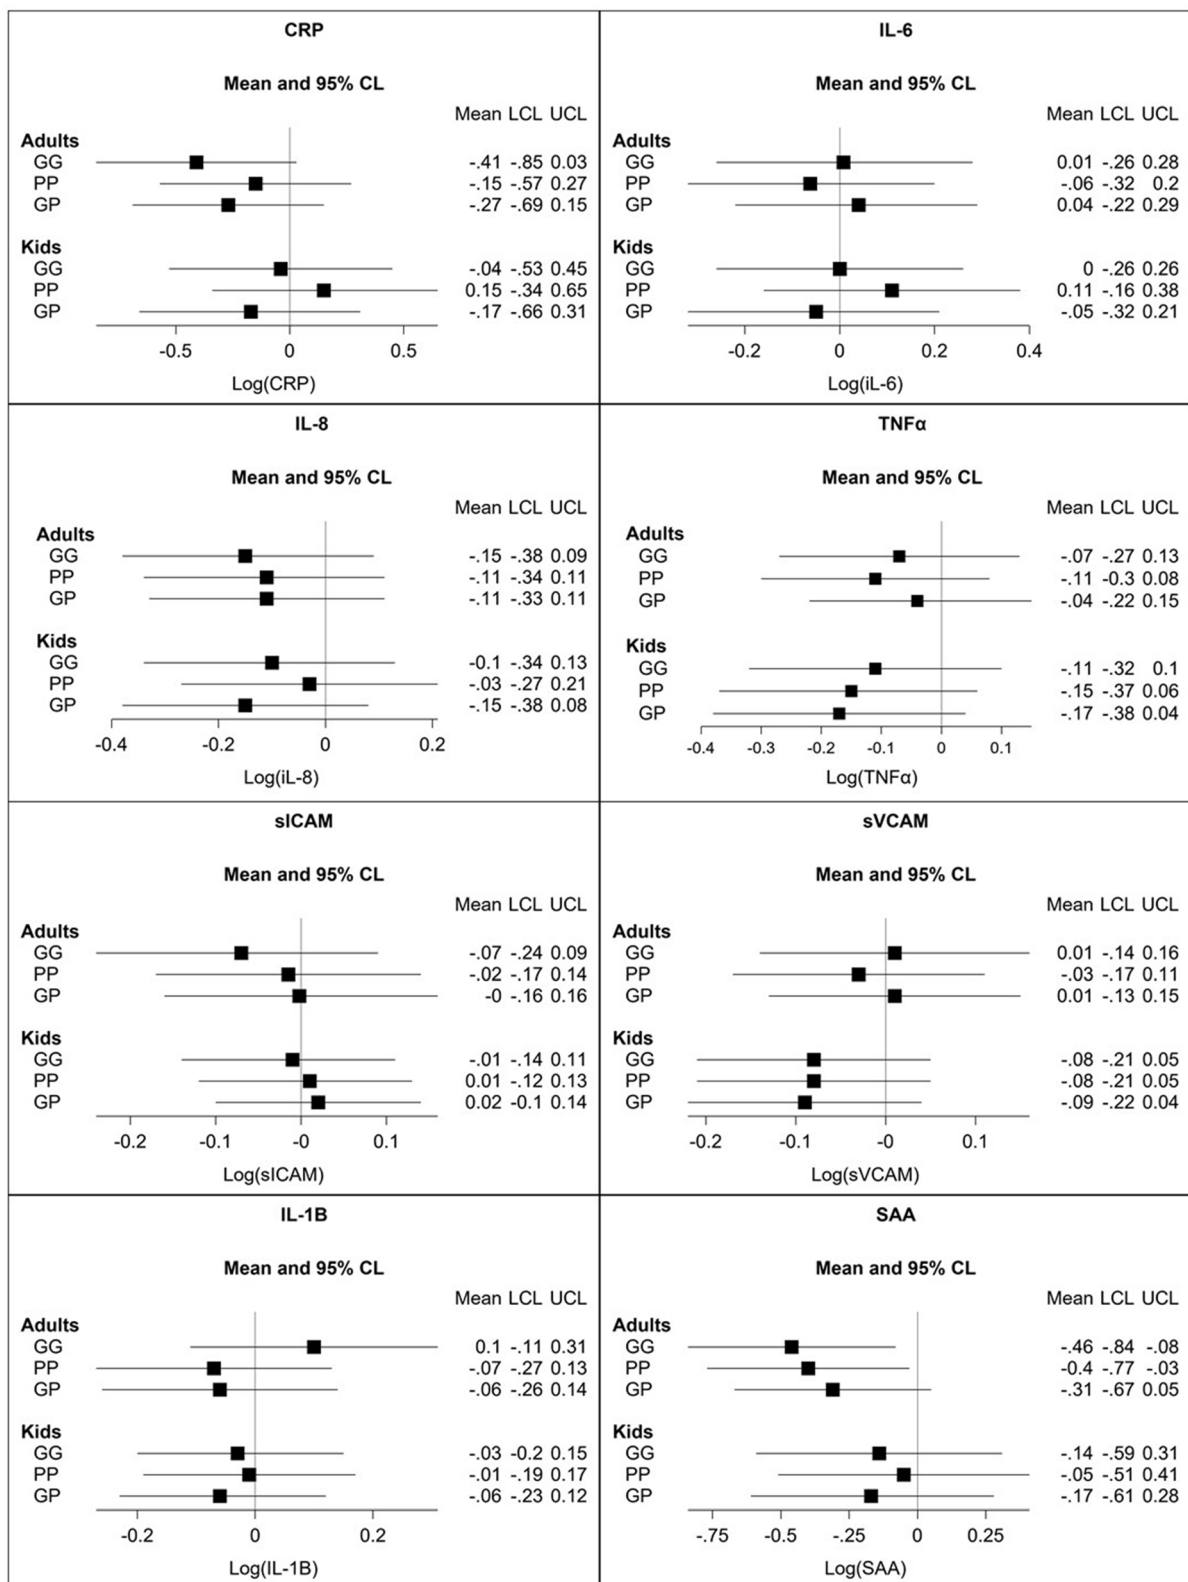 CRP
Mean and 95% CL
Mean LCL UCL
Adults
GG -.41 -.85 0.03
PP -.15 -.57 0.27
GP -.27 -.69 0.15
Kids
GG -.04 -.53 0.45
PP 0.15 -.34 0.65
GP -.17 -.66 0.31
-0.5 0 0.5
Log(CRP)
IL-6
Mean and 95% CL
Mean LCL UCL
Adults
GG 0.01 -.26 0.28
PP -.06 -.32 0.2
GP 0.04 -.22 0.29
Kids
GG 0 -.26 0.26
PP 0.11 -.16 0.38
GP -.05 -.32 0.21
-0.2 0 0.2 0.4
Log(iL-6)
IL-8
Mean and 95% CL
Mean LCL UCL
Adults
GG -.15 -.38 0.09
PP -.11 -.34 0.11
GP -.11 -.33 0.11
Kids
GG -0.1 -.34 0.13
PP -.03 -.27 0.21
GP -.15 -.38 0.08
-0.4 -0.2 0 0.2
Log(iL-8)
TNFα
Mean and 95% CL
Mean LCL UCL
Adults
GG -.07 -.27 0.13
PP -.11 -0.3 0.08
GP -.04 -.22 0.15
Kids
GG -.11 -.32 0.1
PP -.15 -.37 0.06
GP -.17 -.38 0.04
-0.4 -0.3 -0.2 -0.1 0 0.1
Log(TNFα)
sICAM
Mean and 95% CL
Mean LCL UCL
Adults
GG -.07 -.24 0.09
PP -.02 -.17 0.14
GP -0 -.16 0.16
Kids
GG -.01 -.14 0.11
PP 0.01 -.12 0.13
GP 0.02 -0.1 0.14
-0.2 -0.1 -0 0.1
Log(sICAM)
sVCAM
Mean and 95% CL
Mean LCL UCL
Adults
GG 0.01 -.14 0.16
PP -.03 -.17 0.11
GP 0.01 -.13 0.15
Kids
GG -.08 -.21 0.05
PP -.08 -.21 0.05
GP -.09 -.22 0.04
-0.2 -0.1 -0 0.1
Log(sVCAM)
IL-1B
Mean and 95% CL
Mean LCL UCL
Adults
GG 0.1 -.11 0.31
PP -.07 -.27 0.13
GP -.06 -.26 0.14
Kids
GG -.03 -0.2 0.15
PP -.01 -.19 0.17
GP -.06 -.23 0.12
-0.2 0 0.2
Log(IL-1B)
SAA
Mean and 95% CL
Mean LCL UCL
Adults
GG -.46 -.84 -.08
PP -0.4 -.77 -.03
GP -.31 -.67 0.05
Kids
GG -.14 -.59 0.31
PP -.05 -.51 0.41
GP -.17 -.61 0.28
-.75 -0.5 -.25 0 0.25
Log(SAA)